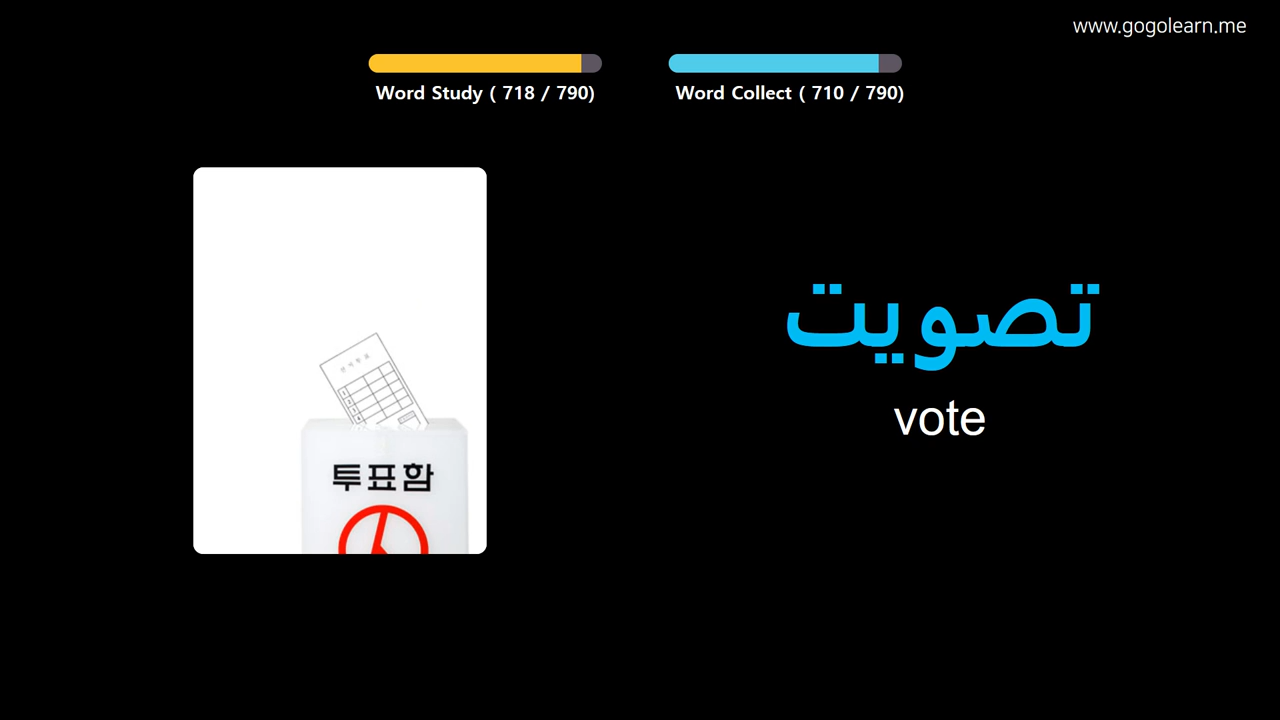 www.gogolearn.me
Word Study ( 718 / 790)
Word Collect ( 710 / 790)
투표함
تصويت
vote